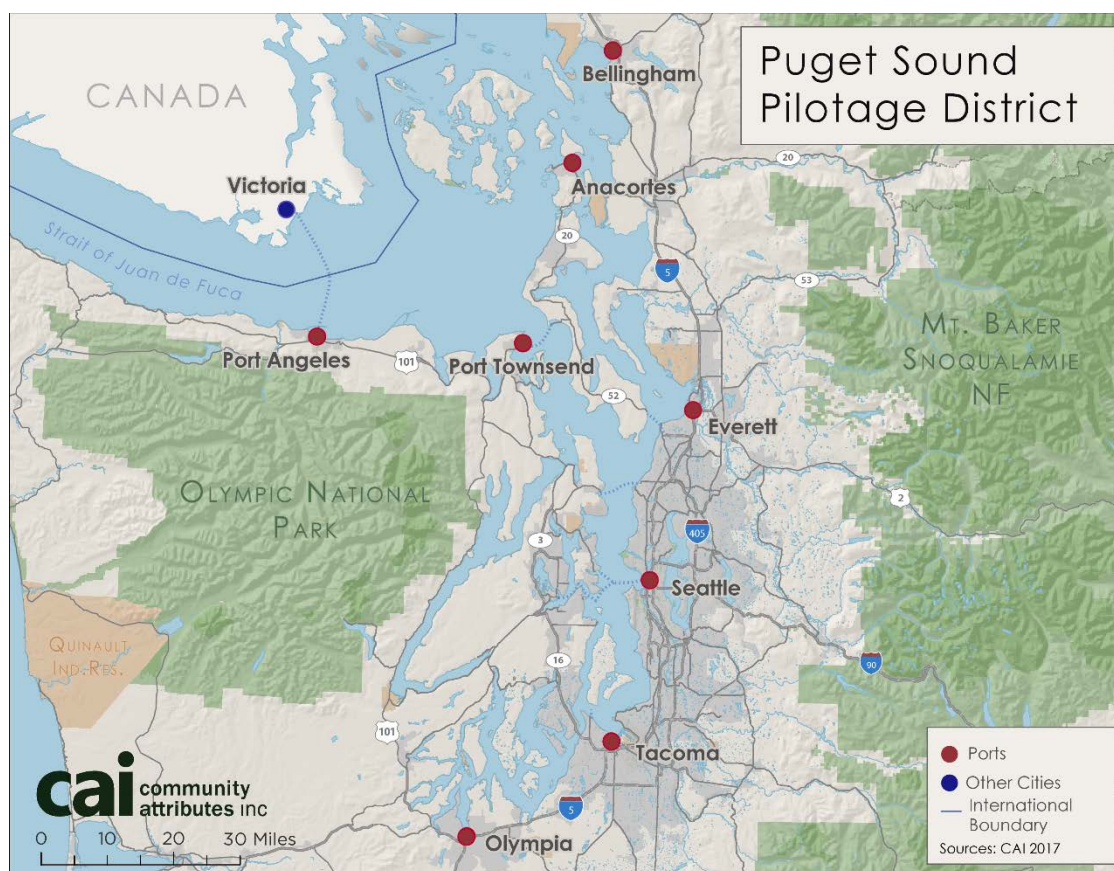 Puget Sound
Pilotage District
Bellingham
CANADA
Anacortes
20
Victoria
20
Strait of Juan de Fuca
5
53
Mt. Baker
Snoqualamie
NF
Port Angeles
101
Port Townsend
52
Everett
Olympic National
Park
2
3
405
Seattle
Quinault
Ind. Res.
16
90
101
Tacoma
cai community
attributes INC
5
Olympia
0 10 20 30 Miles
Ports
Other Cities
International
Boundary
Sources: CAI 2017